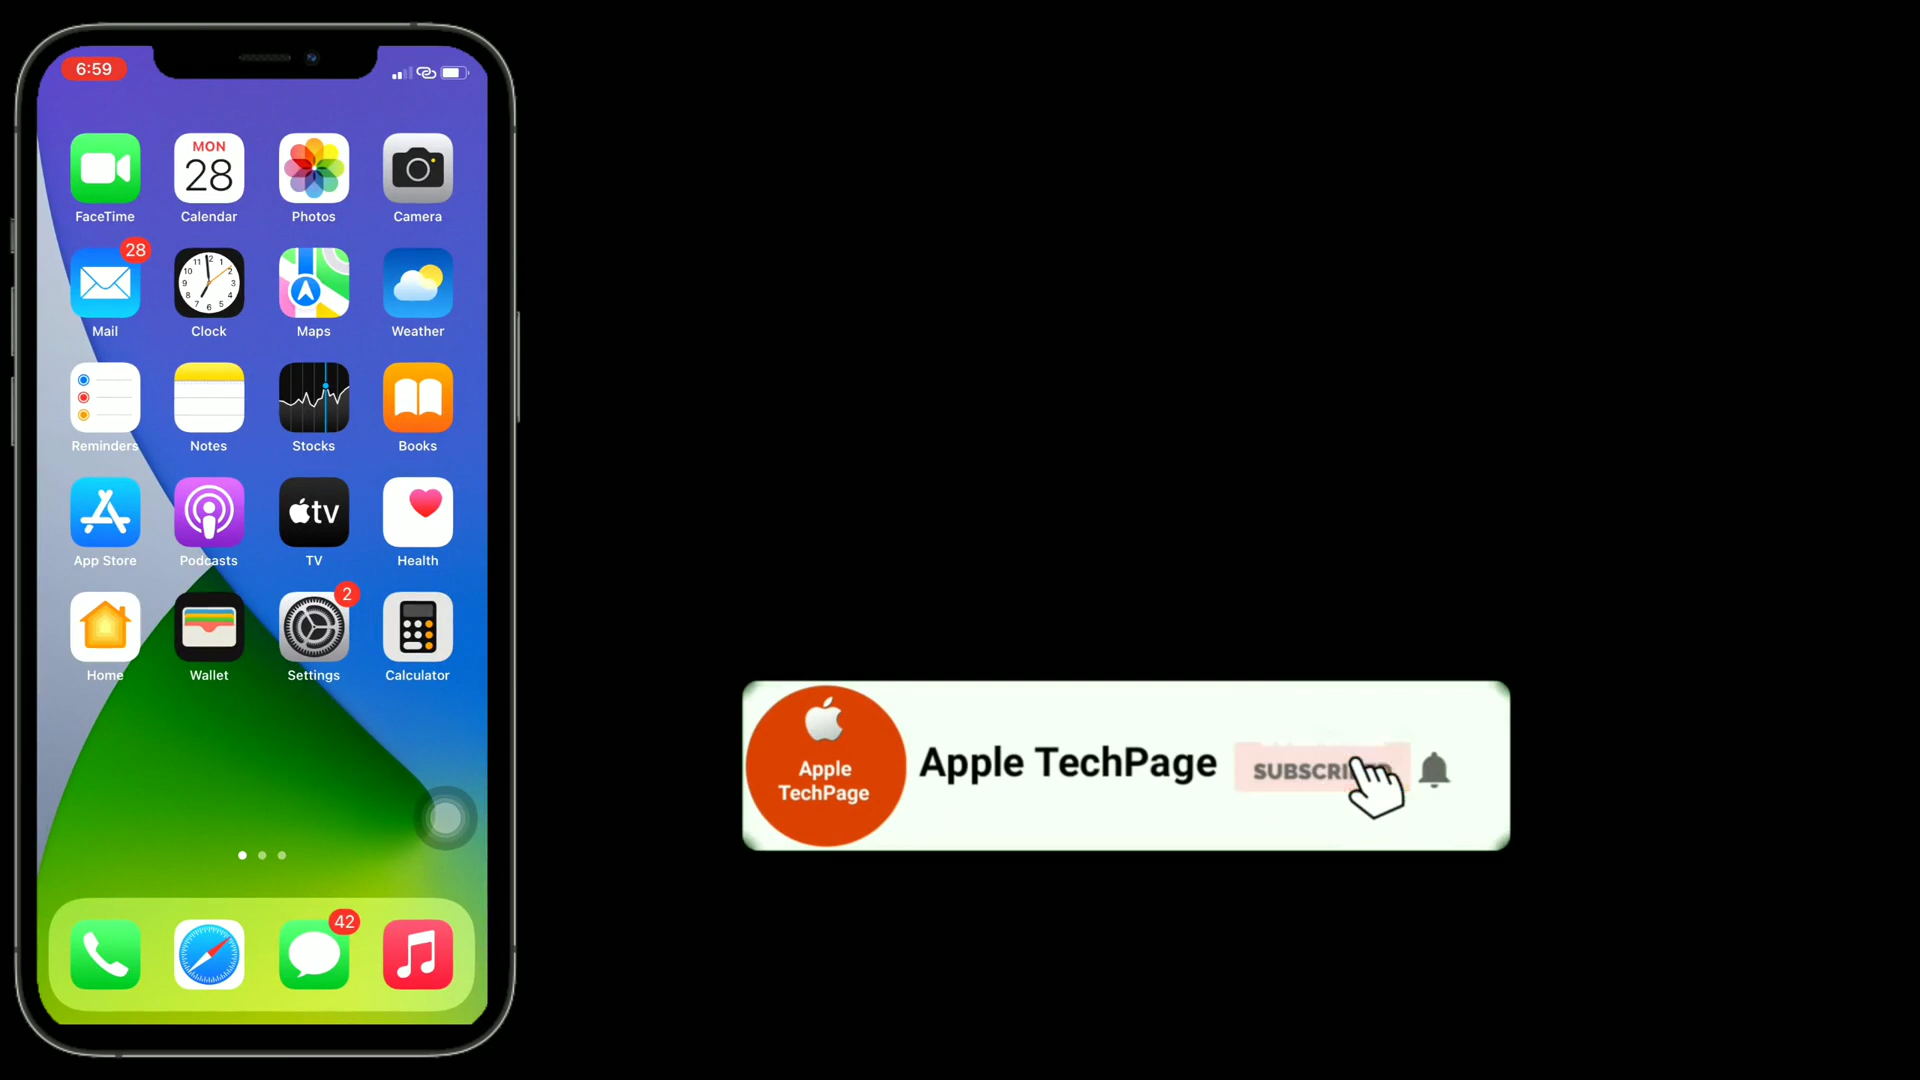 6:59
MON
28
FaceTime
Calendar
Photos
Camera
28
Mail
Clock
Maps
Weather
Reminders
Notes
Stocks
Books
tv
App Store
Podcasts
TV
Health
2
Home
Wallet
Settings
Calculator
42
Apple
TechPage
Apple TechPage